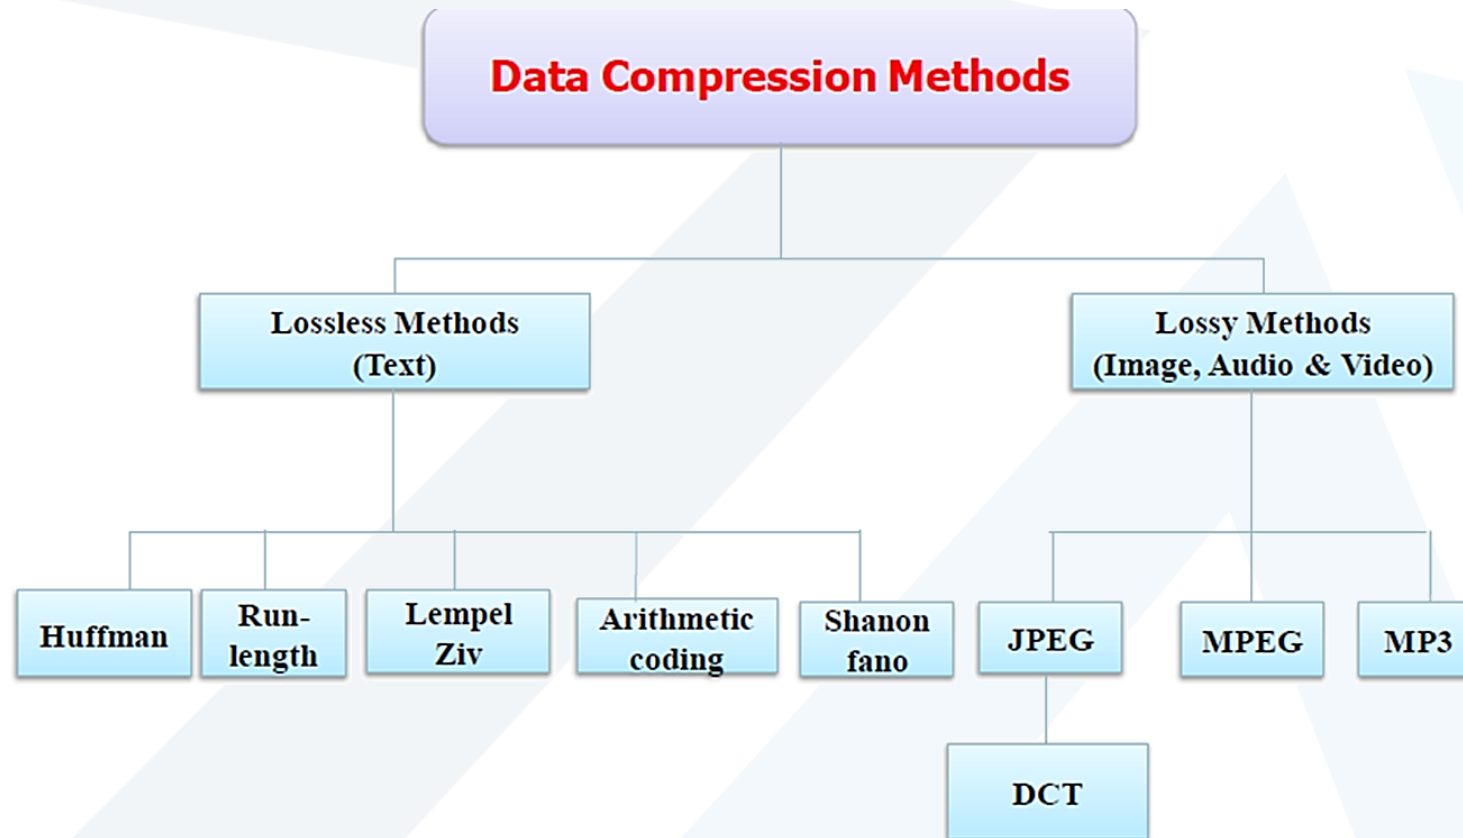 Data Compression Methods
Lossless Methods
(Text)
Lossy Methods
(Image, Audio & Video)
Huffman
Run-
length
Lempel
Ziv
Arithmetic
coding
Shanon
fano
JPEG
MPEG
MP3
DCT